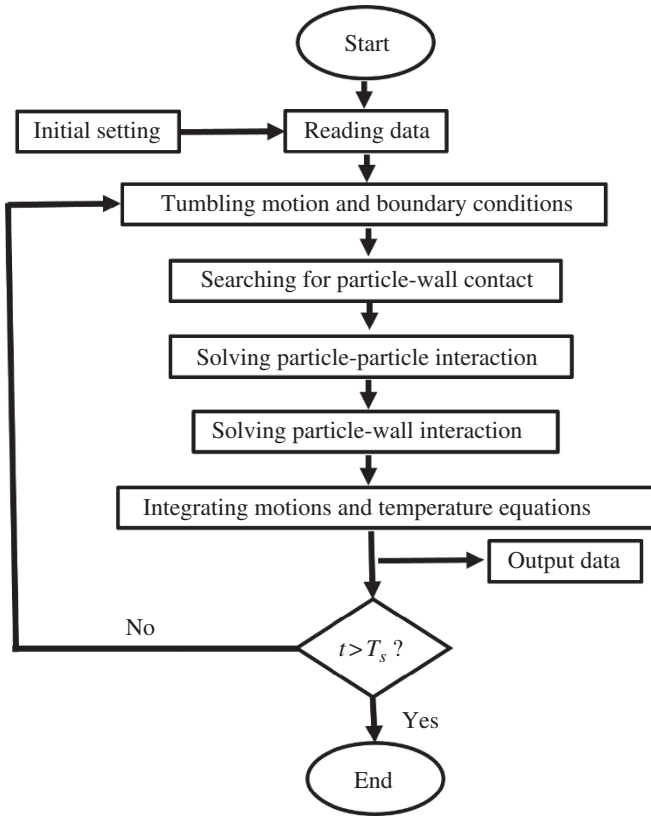 Start
Initial setting
Reading data
Tumbling motion and boundary conditions
Searching for particle-wall contact
Solving particle-particle interaction
Solving particle-wall interaction
Integrating motions and temperature equations
Output data
No
t > Tₛ ?
Yes
End